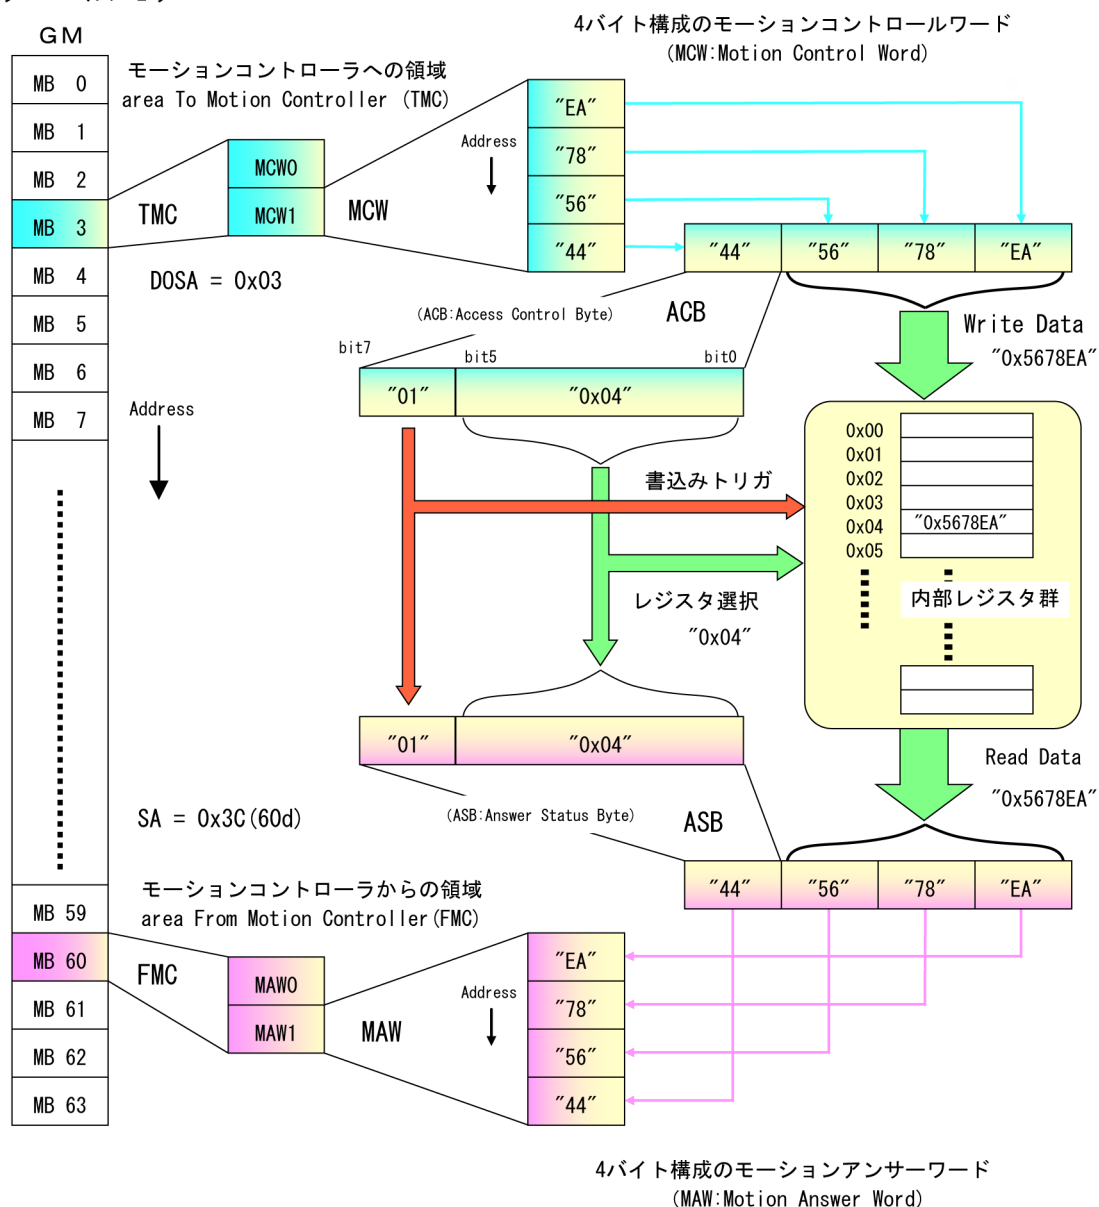 GM
4バイト構成のモーションコントロールワード
(MCW:Motion Control Word)
モーションコントローラへの領域
area To Motion Controller (TMC)
MB 0
MB 1
MB 2
MB 3
MB 4
MB 5
MB 6
MB 7
TMC
MCW0
MCW1
MCW
Address
"EA"
"78"
"56"
"44"
DOSA = 0x03
"44" "56" "78" "EA"
(ACB:Access Control Byte)
ACB
Write Data
"0x5678EA"
bit7
bit5
bit0
"01"
"0x04"
Address
0x00
0x01
0x02
0x03
0x04 "0x5678EA"
0x05
内部レジスタ群
書込みトリガ
レジスタ選択
"0x04"
"01"
"0x04"
Read Data
"0x5678EA"
SA = 0x3C(60d)
(ASB:Answer Status Byte)
ASB
"44" "56" "78" "EA"
モーションコントローラからの領域
area From Motion Controller(FMC)
MB 59
MB 60
MB 61
MB 62
MB 63
FMC
MAW0
MAW1
MAW
Address
"EA"
"78"
"56"
"44"
4バイト構成のモーションアンサーワード
(MAW:Motion Answer Word)